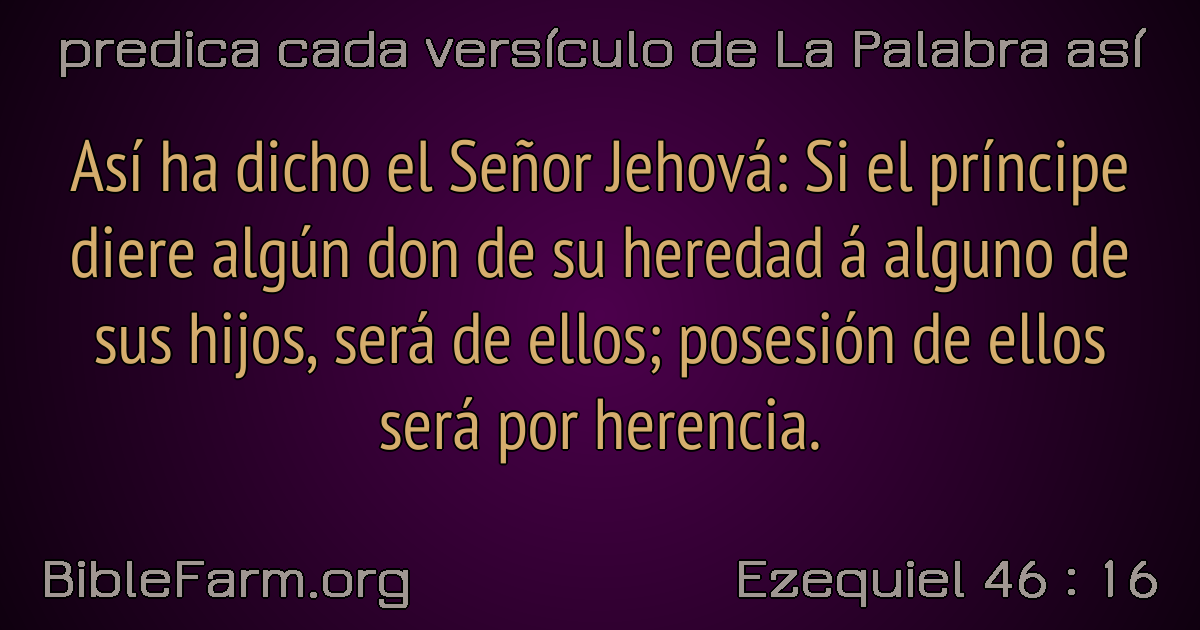 predica cada versículo de La Palabra así
Así ha dicho el Señor Jehová: Si el príncipe
diere algún don de su heredad á alguno de
sus hijos, será de ellos; posesión de ellos
será por herencia.
BibleFarm.org
Ezequiel 46 : 16